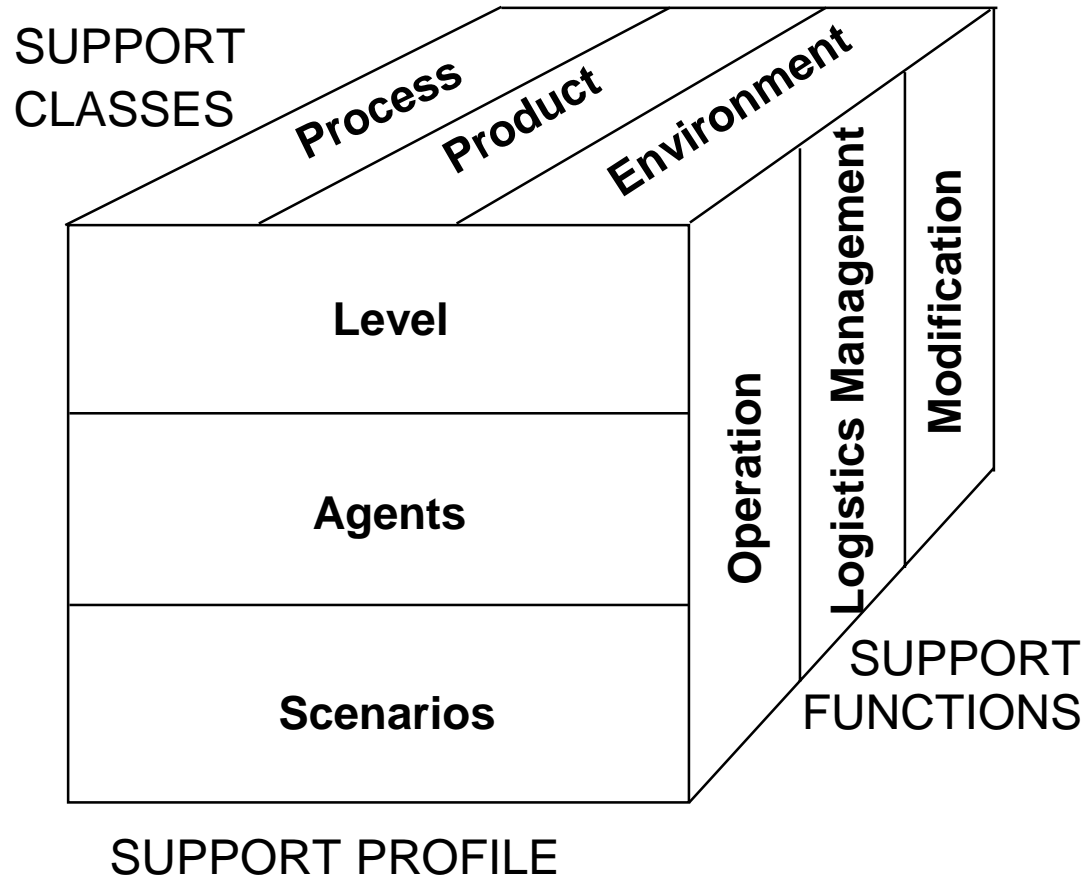 SUPPORT
CLASSES
Process
Product
Environment
Level
Agents
Scenarios
Operation
Logistics Management
Modification
SUPPORT
FUNCTIONS
SUPPORT PROFILE